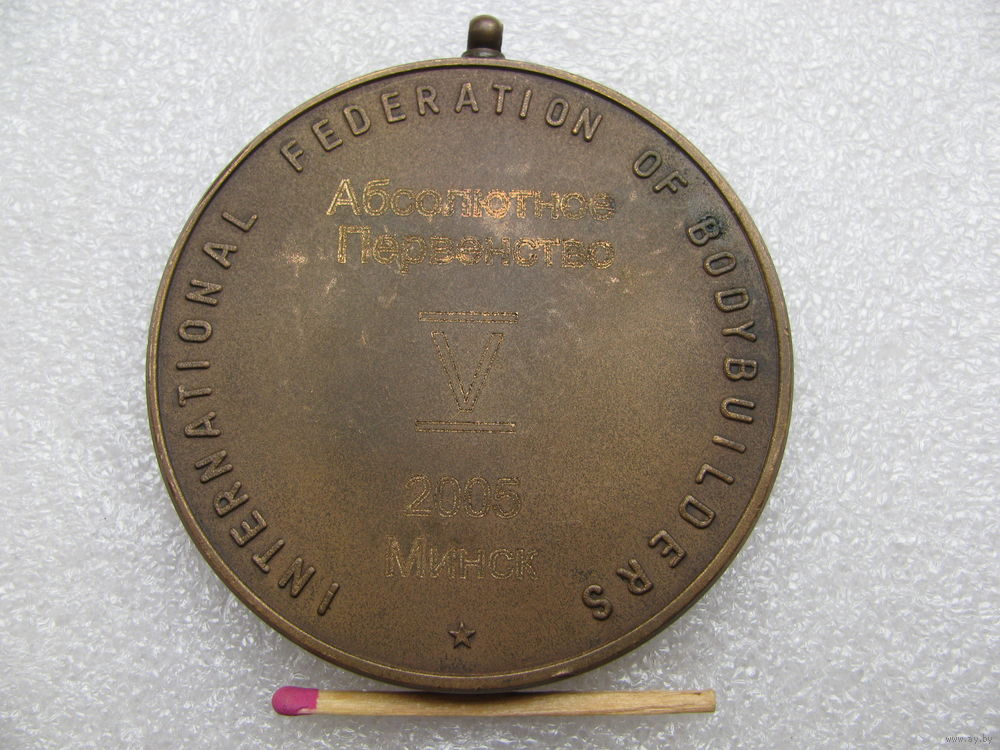 INTERNATIONAL FEDERATION OF BODYBUILDERS
Абсолютное
Первенство
V
2005
Минск
www.ay.by